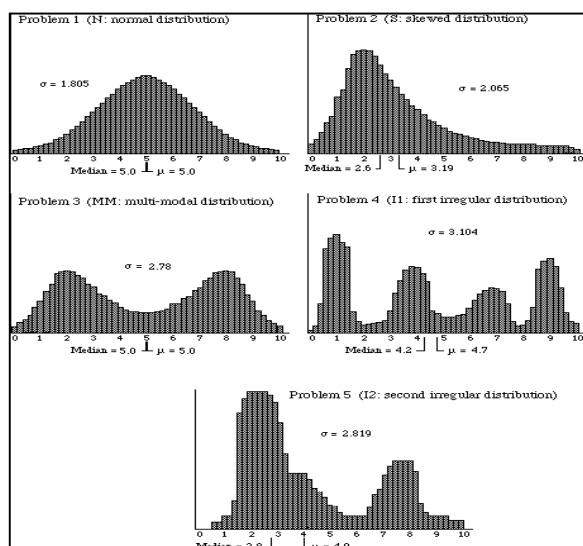 Problem 1 (N: normal distribution)
σ = 1.805
0 1 2 3 4 5 6 7 8 9 10
Median = 5.0 μ = 5.0
Problem 2 (S: skewed distribution)
σ = 2.065
0 1 2 3 4 5 6 7 8 9 10
Median = 2.6 μ = 3.19
Problem 3 (MM: multi-modal distribution)
σ = 2.78
0 1 2 3 4 5 6 7 8 9 10
Median = 5.0 μ = 5.0
Problem 4 (I1: first irregular distribution)
σ = 3.104
0 1 2 3 4 5 6 7 8 9 10
Median = 4.2 μ = 4.7
Problem 5 (I2: second irregular distribution)
σ = 2.819
0 1 2 3 4 5 6 7 8 9 10
Median =